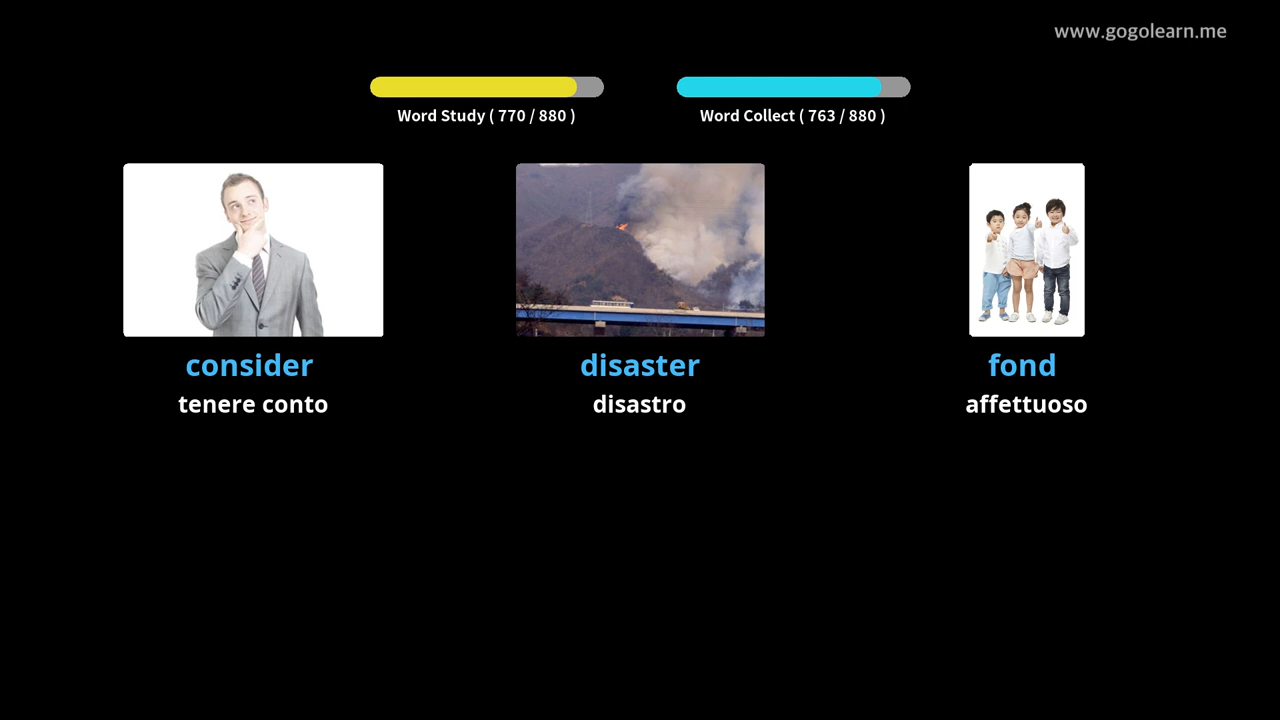 www.gogolearn.me
Word Study ( 770 / 880 )
Word Collect ( 763 / 880 )
consider
tenere conto
disaster
disastro
fond
affettuoso